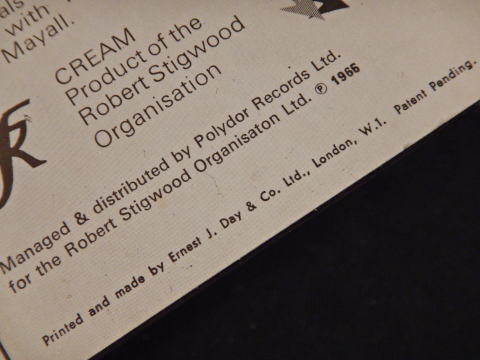 als
with
Mayall.
CREAM
Product of the
Robert Stigwood
Organisation
Managed & distributed by Polydor Records Ltd.
for the Robert Stigwood Organisaton Ltd. ℗ 1966
Printed and made by Ernest J. Day & Co. Ltd., London, W.1. Patent Pending.